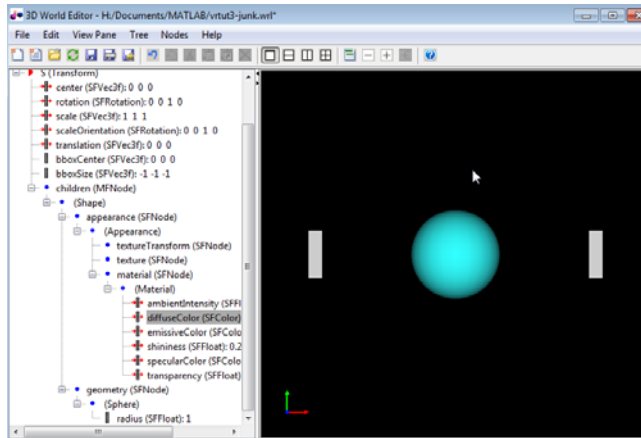 3D World Editor - H:/Documents/MATLAB/vrtut3-junk.wrl*
File Edit View Pane Tree Nodes Help
S (Transform)
center (SFVec3f): 0 0 0
rotation (SFRotation): 0 0 1 0
scale (SFVec3f): 1 1 1
scaleOrientation (SFRotation): 0 0 1 0
translation (SFVec3f): 0 0 0
bboxCenter (SFVec3f): 0 0 0
bboxSize (SFVec3f): -1 -1 -1
children (MFNode)
(Shape)
appearance (SFNode)
(Appearance)
textureTransform (SFNode)
texture (SFNode)
material (SFNode)
(Material)
ambientIntensity (SFFl
diffuseColor (SFColor)
emissiveColor (SFColo
shininess (SFFloat): 0.2
specularColor (SFColo
transparency (SFFloat)
geometry (SFNode)
(Sphere)
radius (SFFloat): 1